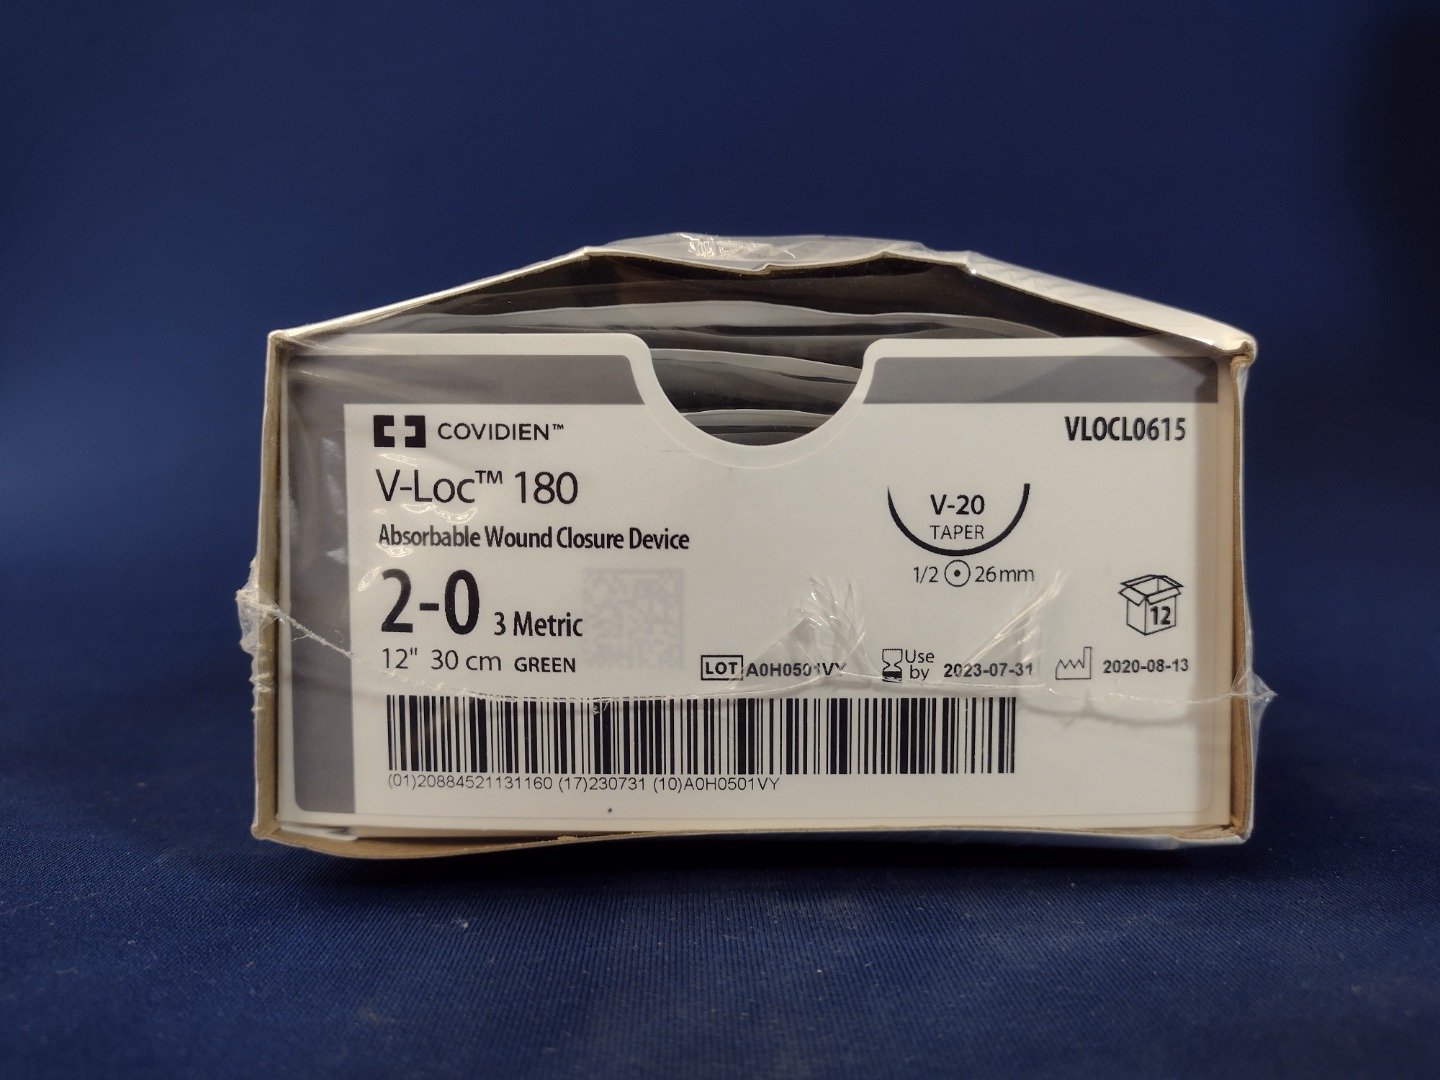 COVIDIEN™
VLOCL0615
V-Loc™ 180
Absorbable Wound Closure Device
V-20
TAPER
1/2 26mm
2-0 3 Metric
12" 30 cm GREEN
12
LOT A0H0501VY
Use by 2023-07-31
2020-08-13
(01)20884521131160 (17)230731 (10)A0H0501VY